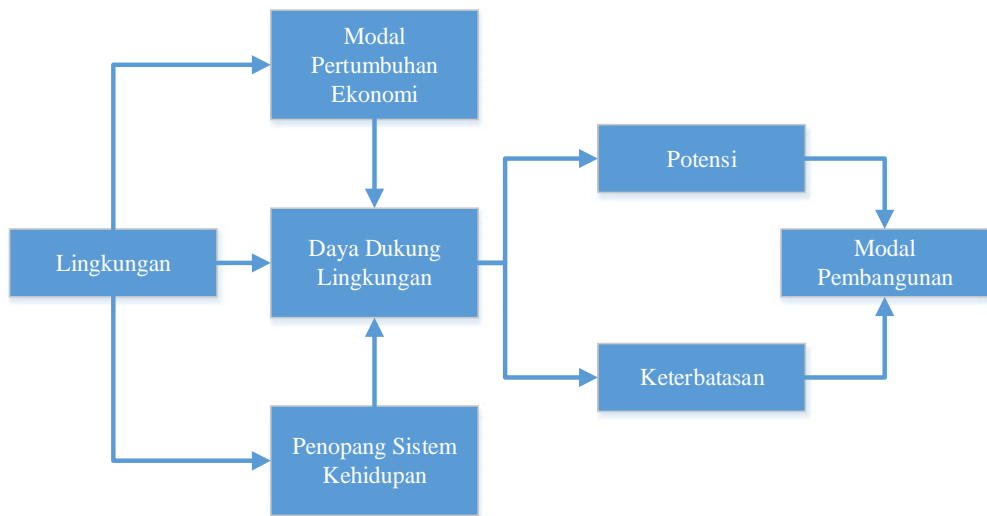 Modal
Pertumbuhan
Ekonomi
Potensi
Lingkungan
Daya Dukung
Lingkungan
Modal
Pembangunan
Keterbatasan
Penopang Sistem
Kehidupan